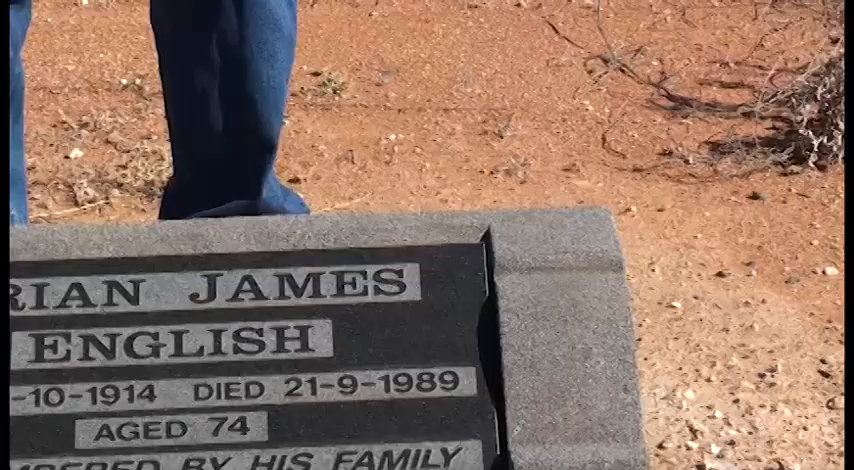 RIAN JAMES
ENGLISH
-10-1914 DIED 21-9-1989
AGED 74
BY HIS FAMILY